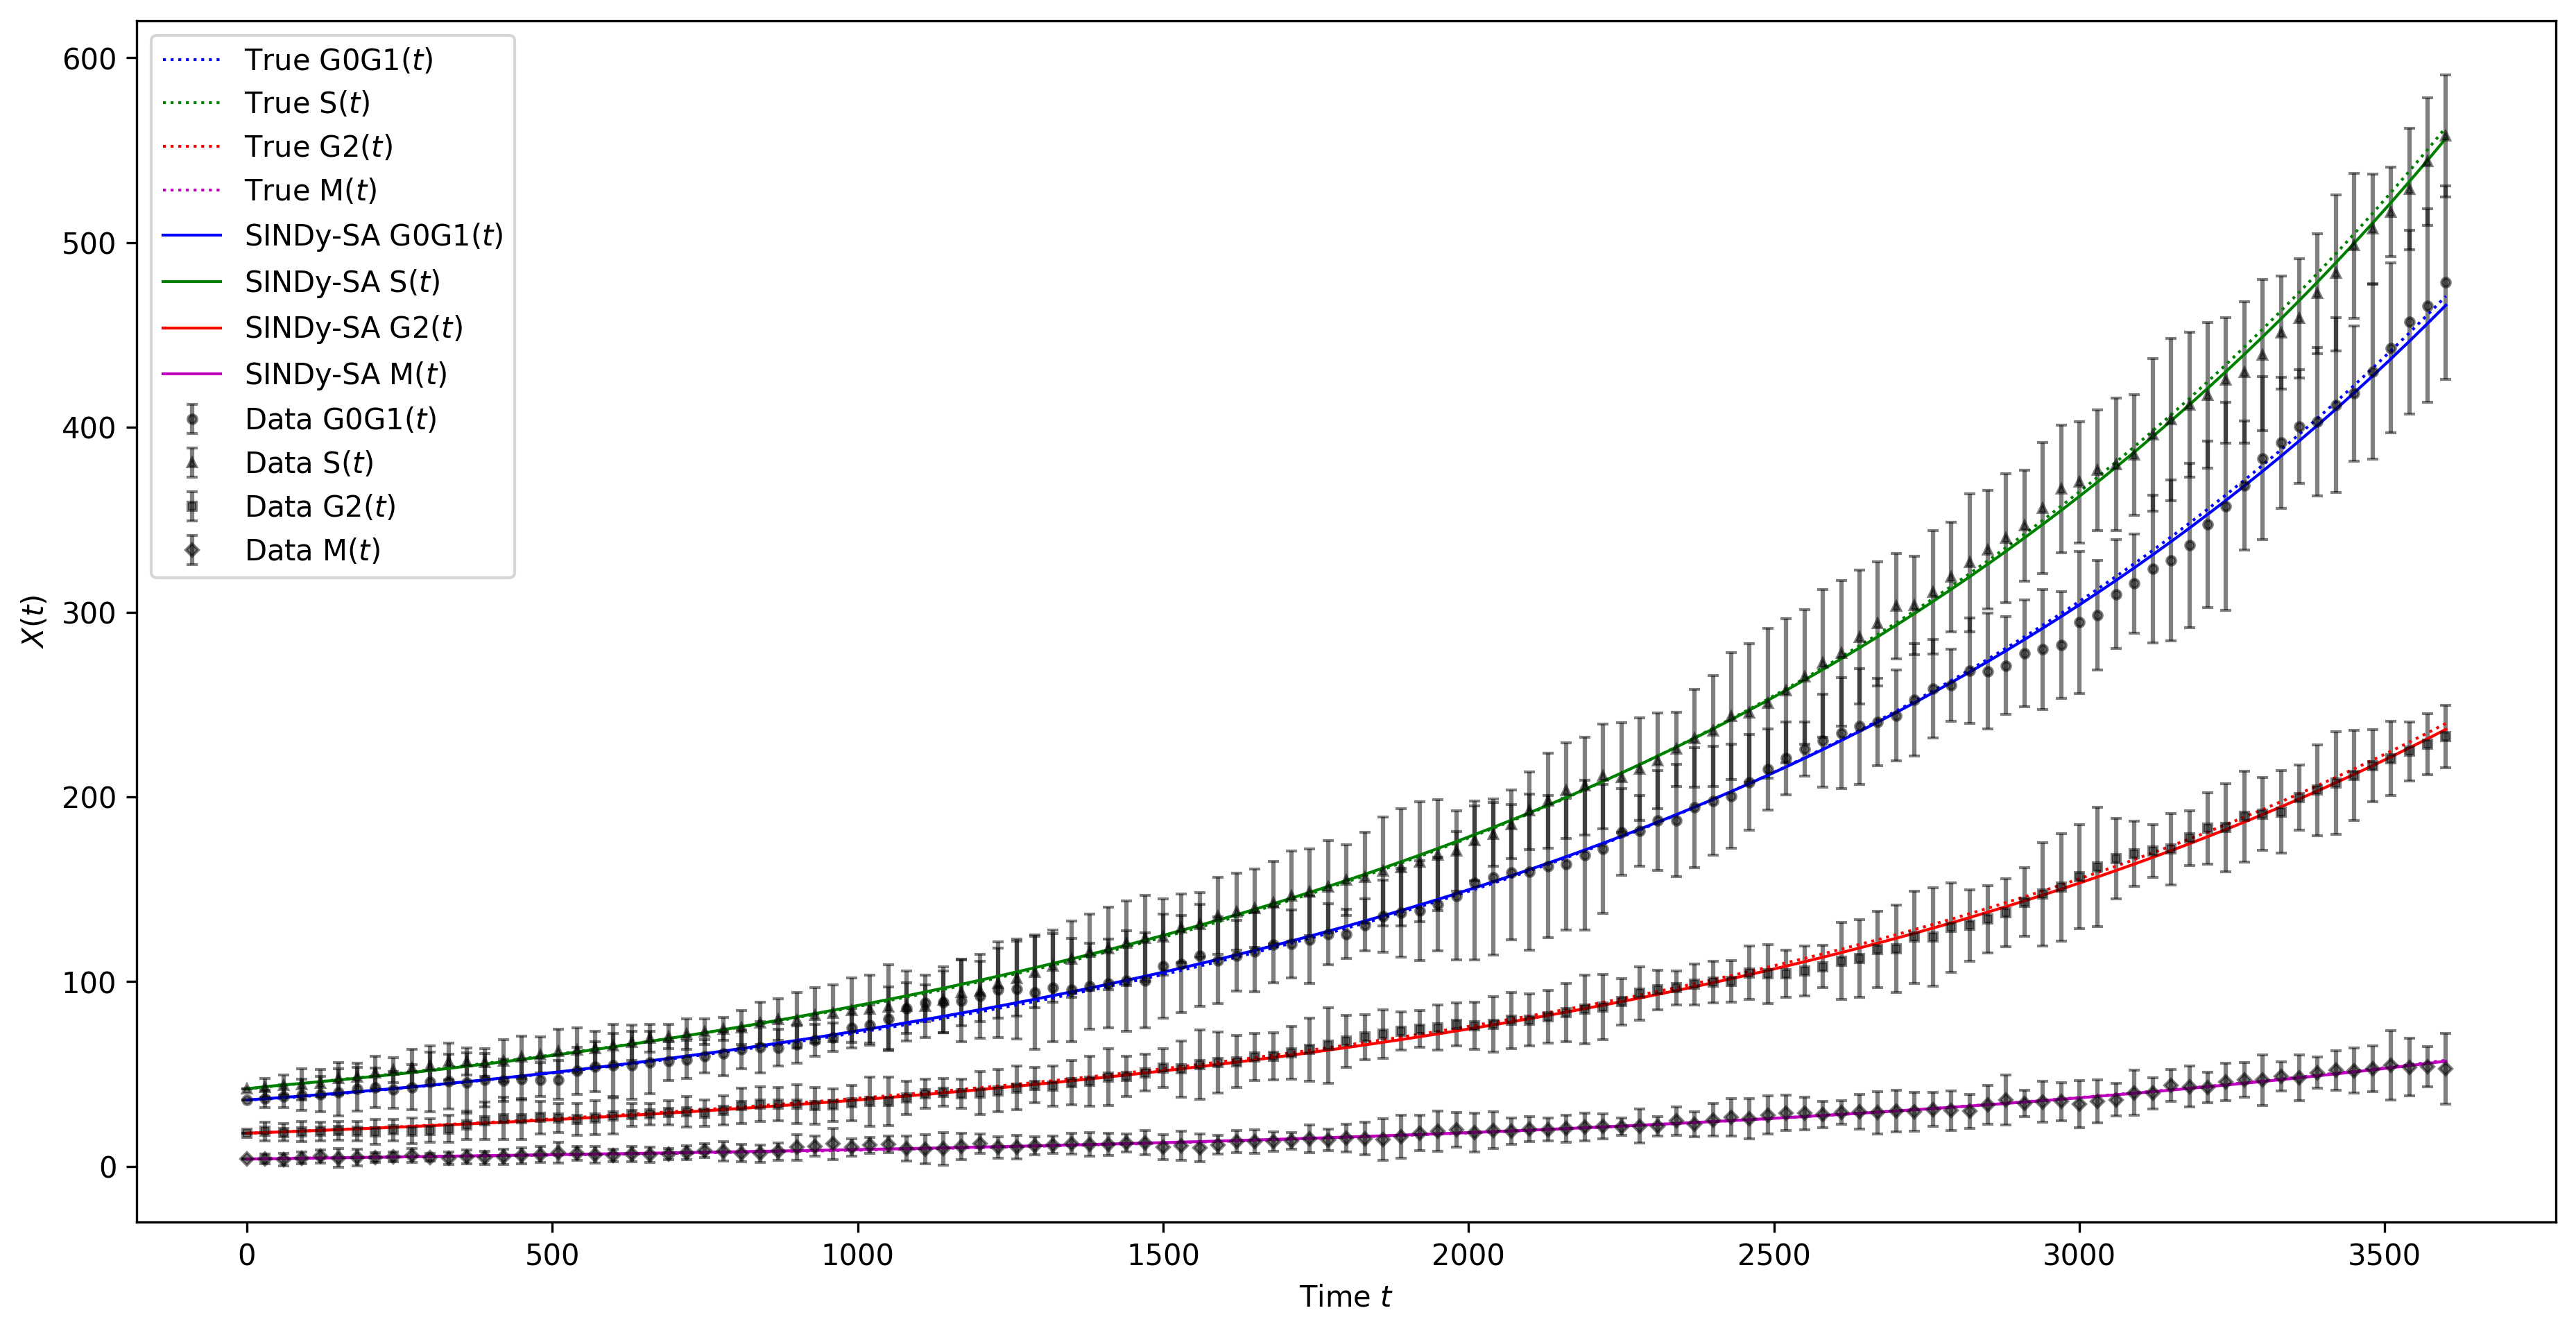 True G0G1(t)
True S(t)
True G2(t)
True M(t)
SINDy-SA G0G1(t)
SINDy-SA S(t)
SINDy-SA G2(t)
SINDy-SA M(t)
Data G0G1(t)
Data S(t)
Data G2(t)
Data M(t)
600
500
400
300
200
100
0
X(t)
0 500 1000 1500 2000 2500 3000 3500
Time t